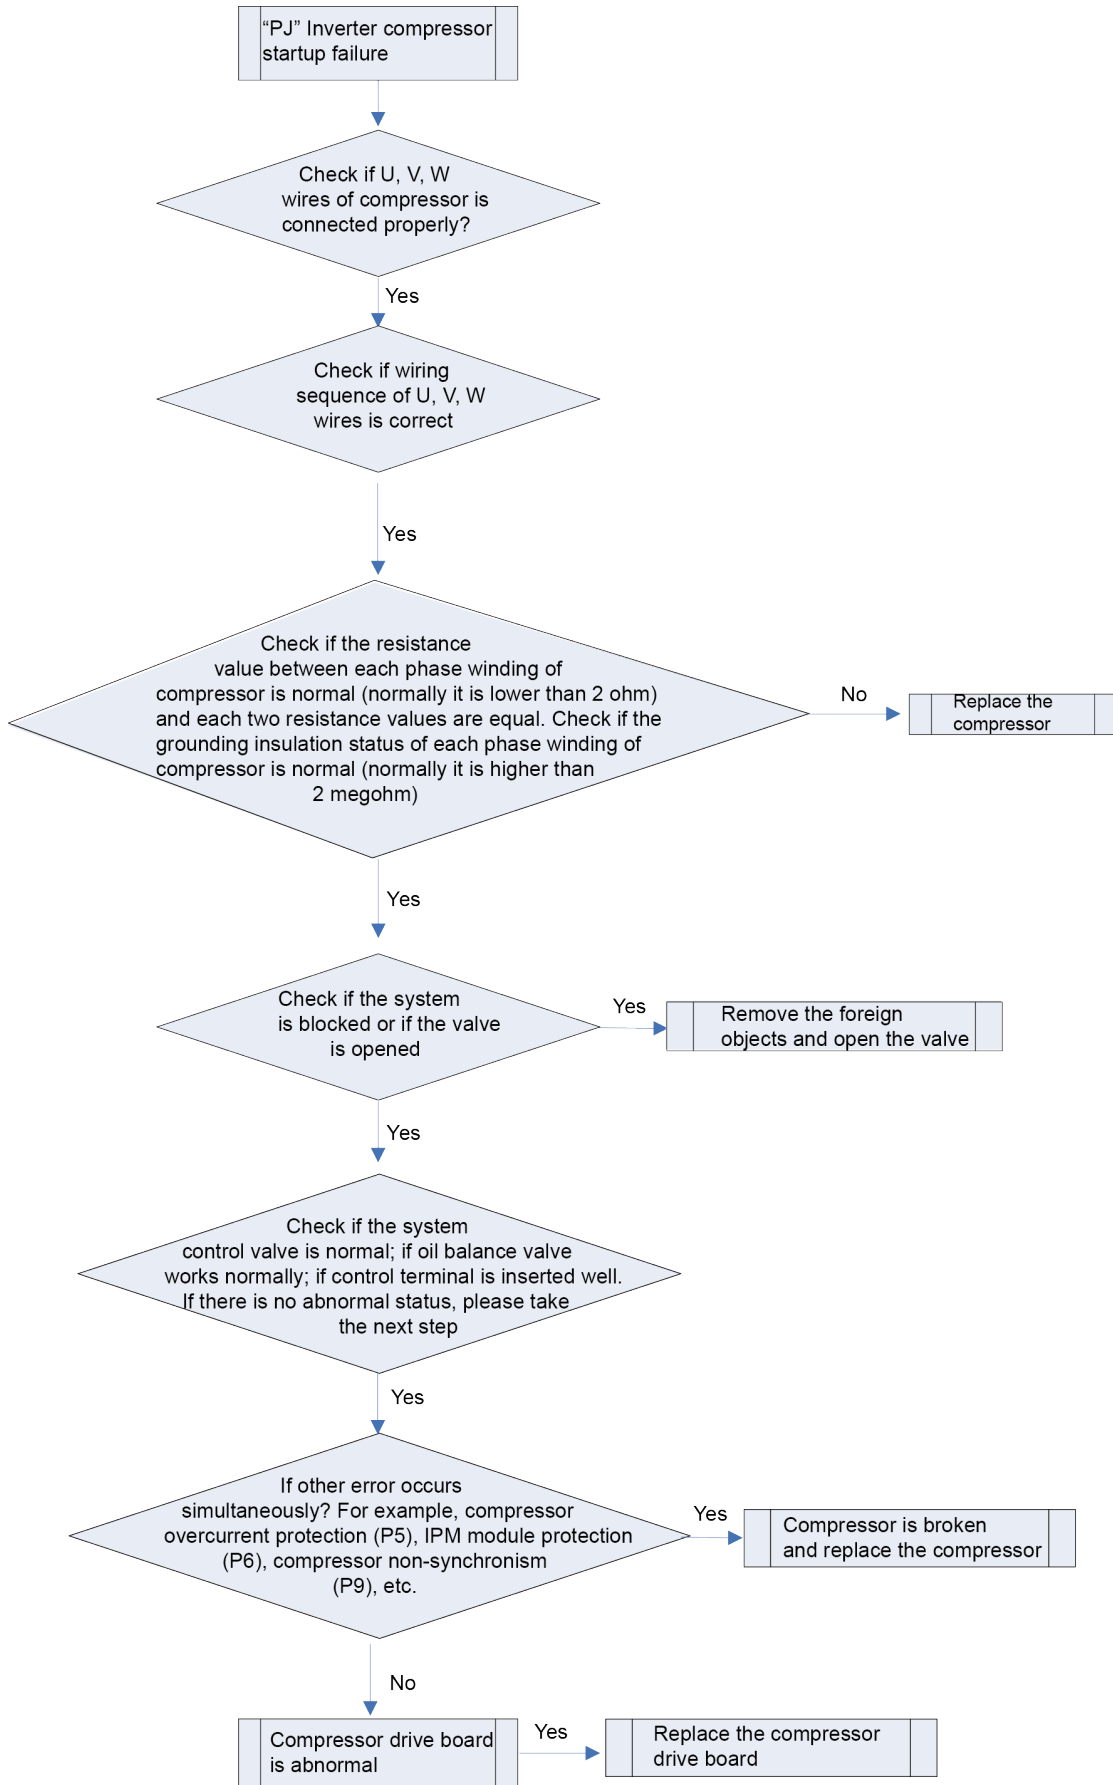 “PJ” Inverter compressor
startup failure
Check if U, V, W
wires of compressor is
connected properly?
Yes
Check if wiring
sequence of U, V, W
wires is correct
Yes
Check if the resistance
value between each phase winding of
compressor is normal (normally it is lower than 2 ohm)
and each two resistance values are equal. Check if the
grounding insulation status of each phase winding of
compressor is normal (normally it is higher than
2 megohm)
No
Replace the
compressor
Yes
Check if the system
is blocked or if the valve
is opened
Yes
Remove the foreign
objects and open the valve
Yes
Check if the system
control valve is normal; if oil balance valve
works normally; if control terminal is inserted well.
If there is no abnormal status, please take
the next step
Yes
If other error occurs
simultaneously? For example, compressor
overcurrent protection (P5), IPM module protection
(P6), compressor non-synchronism
(P9), etc.
Yes
Compressor is broken
and replace the compressor
No
Compressor drive board
is abnormal
Yes
Replace the compressor
drive board